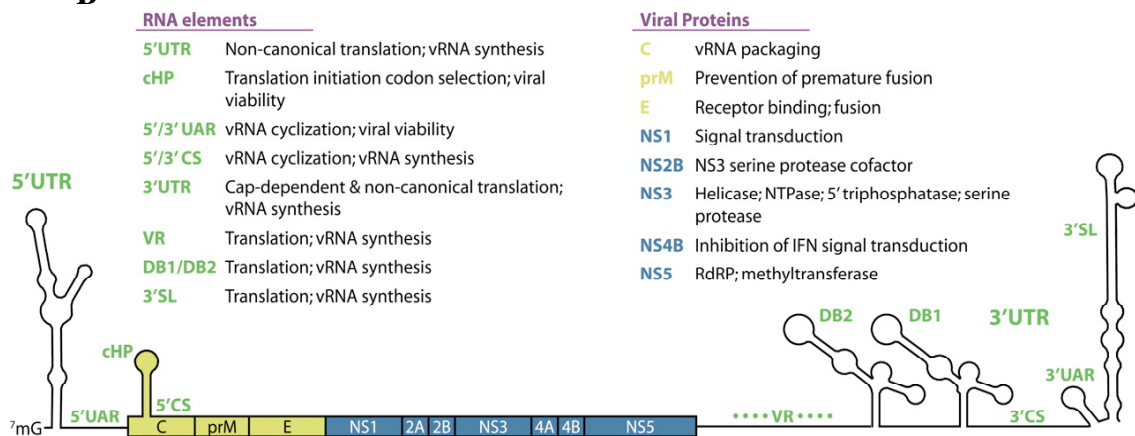 B
RNA elements
5'UTR Non-canonical translation; vRNA synthesis
cHP Translation initiation codon selection; viral
viability
5'/3' UAR vRNA cyclization; viral viability
5'/3' CS vRNA cyclization; vRNA synthesis
3'UTR Cap-dependent & non-canonical translation;
vRNA synthesis
VR Translation; vRNA synthesis
DB1/DB2 Translation; vRNA synthesis
3'SL Translation; vRNA synthesis
Viral Proteins
C vRNA packaging
prM Prevention of premature fusion
E Receptor binding; fusion
NS1 Signal transduction
NS2B NS3 serine protease cofactor
NS3 Helicase; NTPase; 5' triphosphatase; serine
protease
NS4B Inhibition of IFN signal transduction
NS5 RdRP; methyltransferase
5'UTR
3'SL
DB2
DB1
3'UTR
cHP
3'UAR
5'UAR
5'CS
VR
3'CS
7mG
C prM E NS1 2A 2B NS3 4A 4B NS5